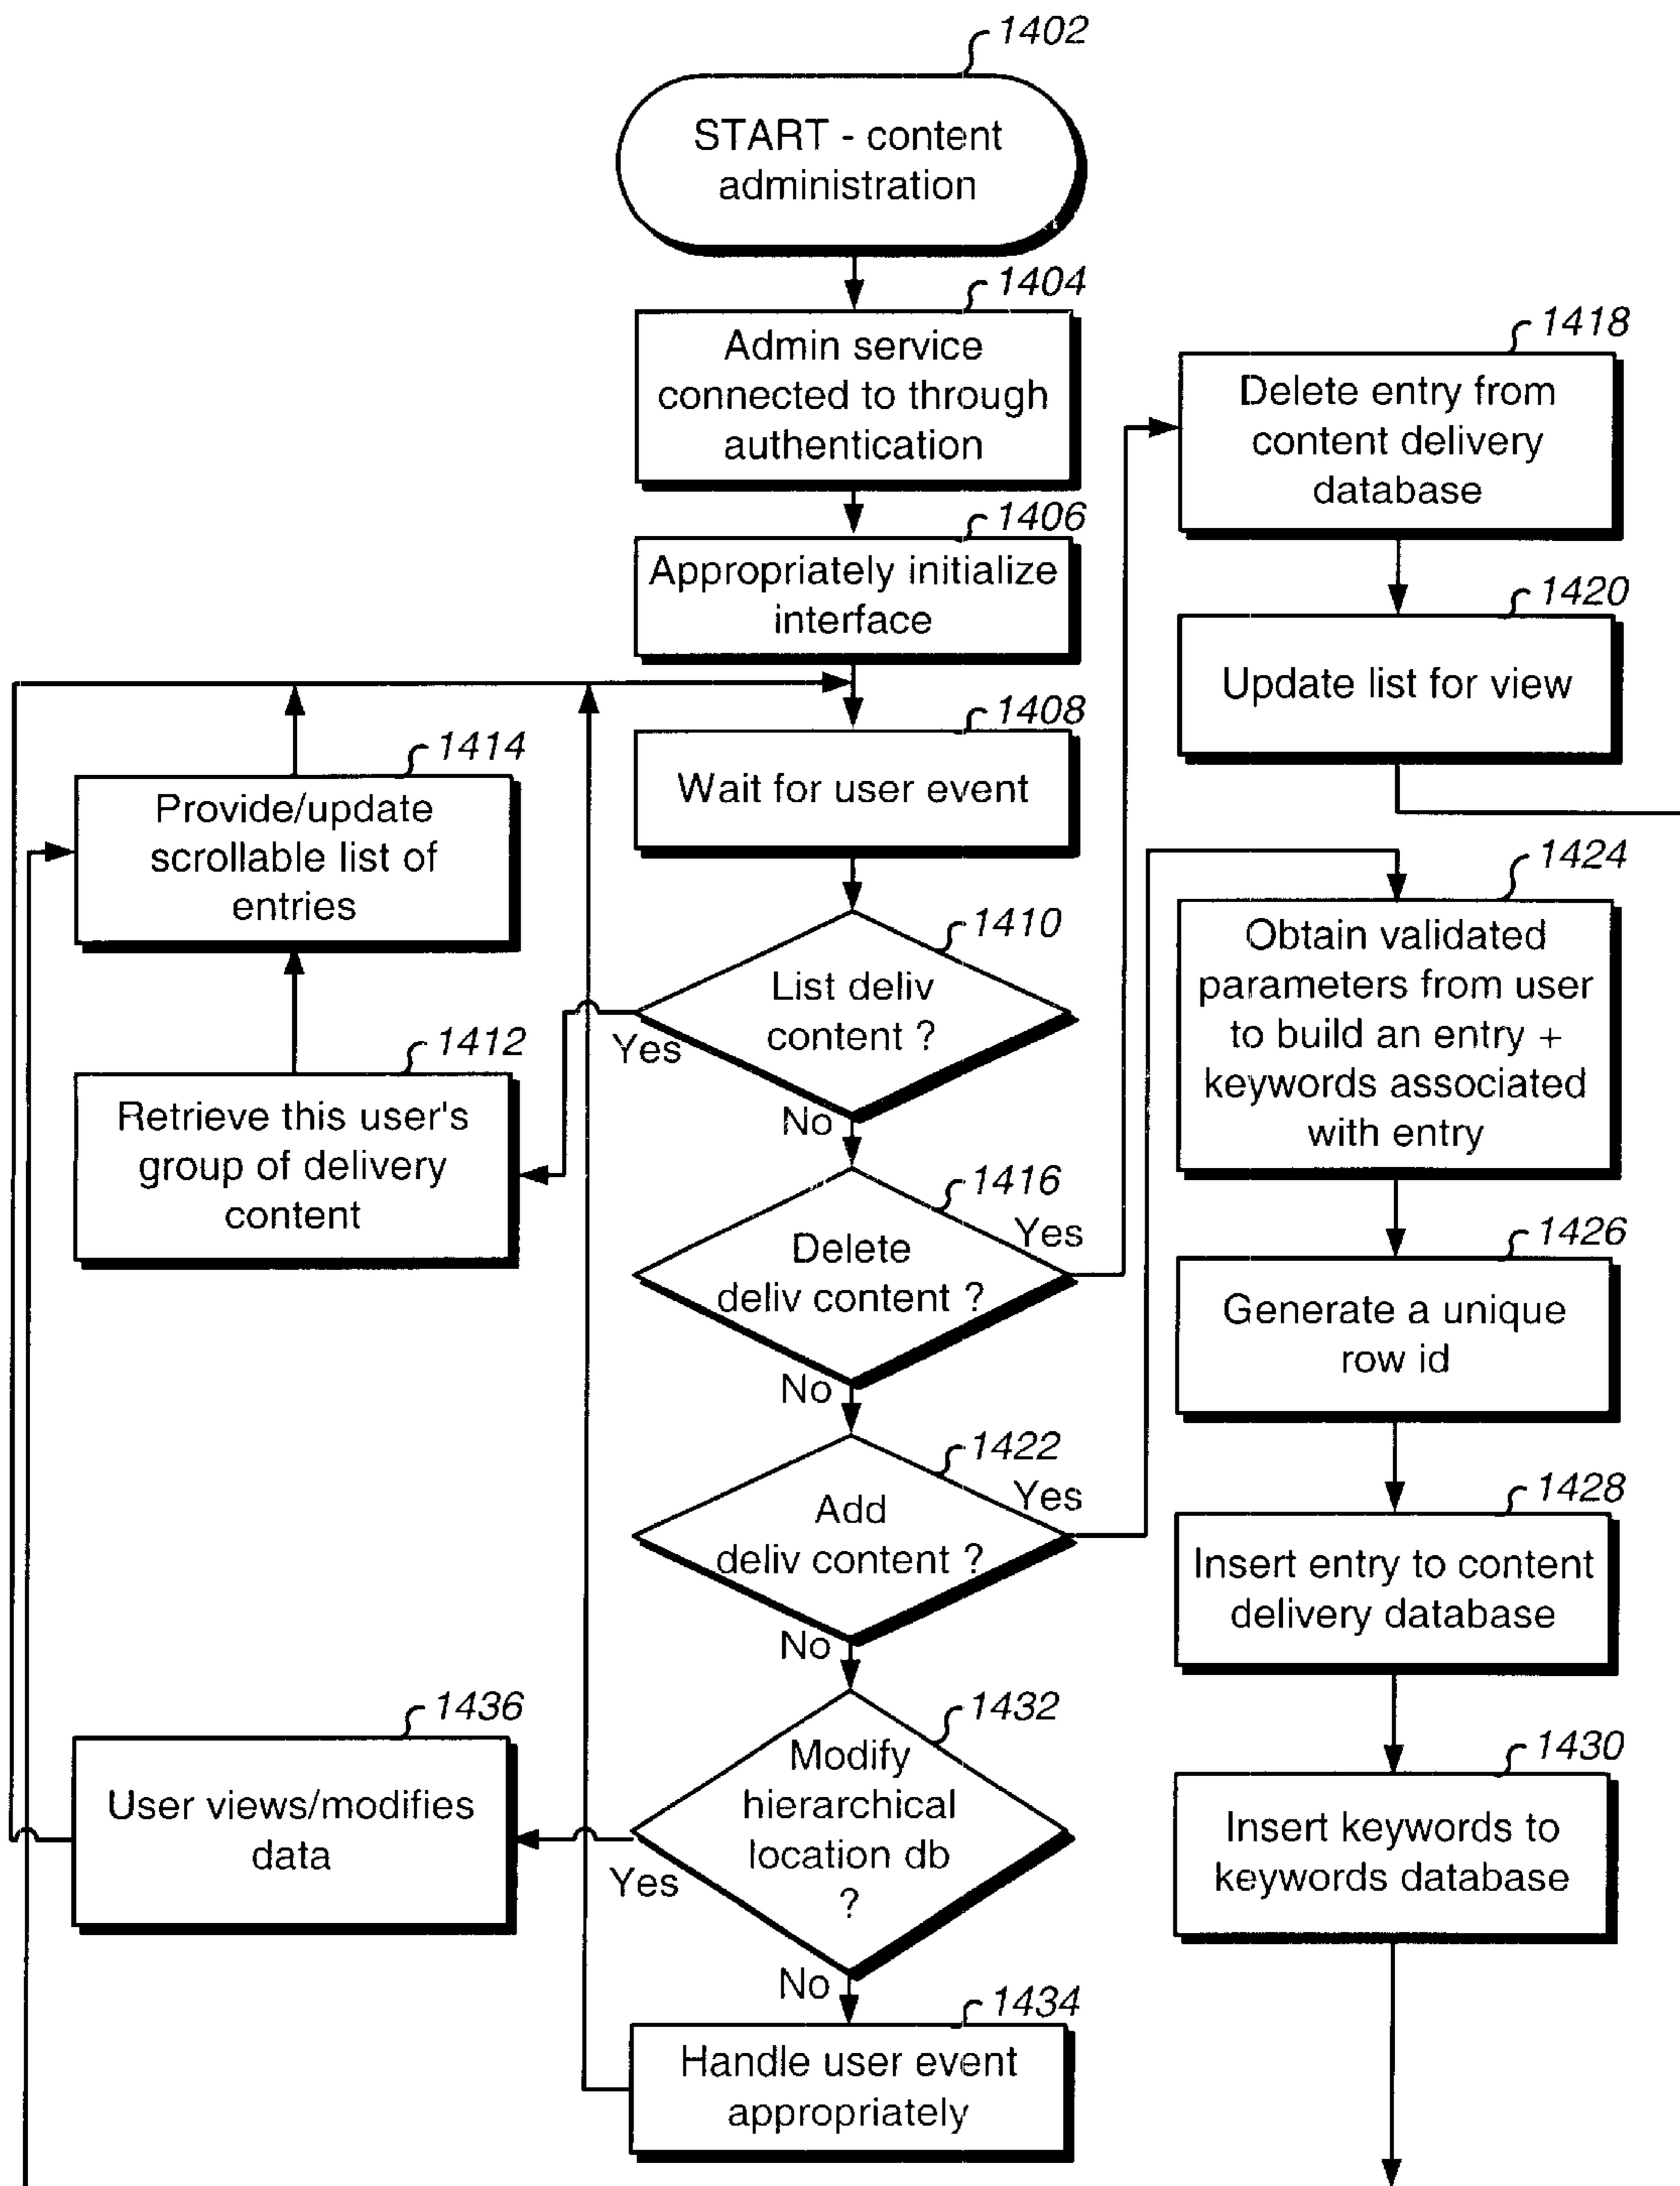 1402
START - content
administration
1404
Admin service
connected to through
authentication
1406
Appropriately initialize
interface
1408
Wait for user event
1410
List deliv
content ?
Yes
No
1412
Retrieve this user's
group of delivery
content
1414
Provide/update
scrollable list of
entries
1416
Delete
deliv content ?
Yes
No
1418
Delete entry from
content delivery
database
1420
Update list for view
1422
Add
deliv content ?
Yes
No
1424
Obtain validated
parameters from user
to build an entry +
keywords associated
with entry
1426
Generate a unique
row id
1428
Insert entry to content
delivery database
1430
Insert keywords to
keywords database
1432
Modify
hierarchical
location db
?
Yes
No
1436
User views/modifies
data
1434
Handle user event
appropriately